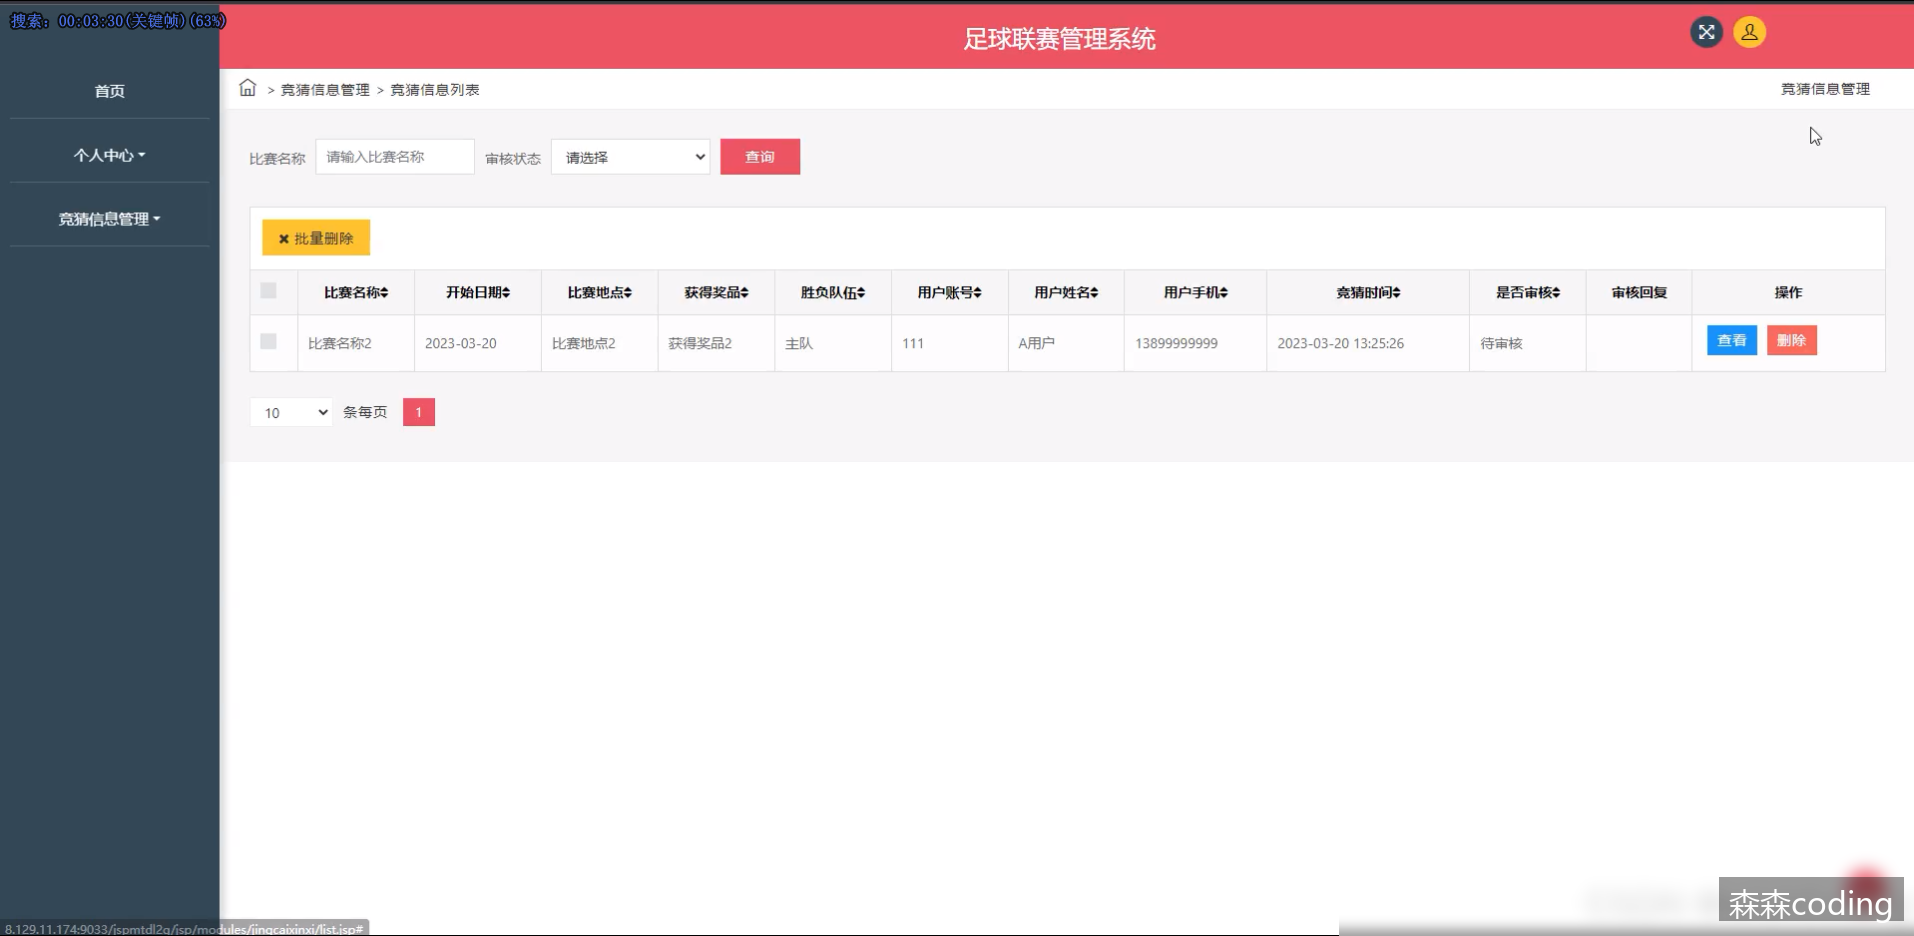 搜索: 00:03:30(关键帧)(63%)
足球联赛管理系统
首页
个人中心
竞猜信息管理
> 竞猜信息管理 > 竞猜信息列表
竞猜信息管理
比赛名称 请输入比赛名称 审核状态 请选择 查询
批量删除
比赛名称 开始日期 比赛地点 获得奖品 胜负队伍 用户账号 用户姓名 用户手机 竞猜时间 是否审核 审核回复 操作
比赛名称2 2023-03-20 比赛地点2 获得奖品2 主队 111 A用户 13899999999 2023-03-20 13:25:26 待审核 查看 删除
10 条每页 1
森森coding
8.129.11.174:9033/jspmtdl2q/jsp/modules/jingcaixinxi/list.jsp#